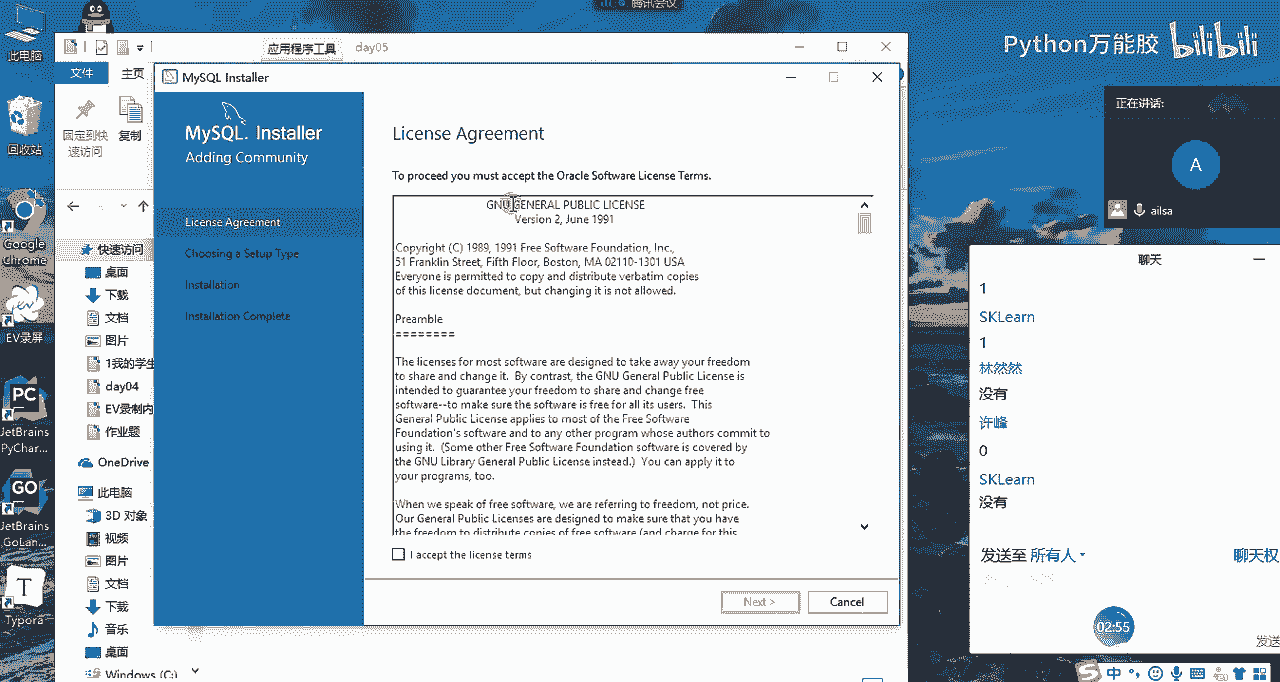 此电脑
回收站
Google
Chrome
EV录屏
JetBrains
PyChar...
JetBrains
GoLan...
Typora
腾讯会议
应用程序工具
day05
文件
主页
固定到快
速访问
复制
快速访问
桌面
下载
文档
图片
1我的学生
day04
EV录制内
作业题
OneDrive
此电脑
3D 对象
视频
图片
文档
下载
音乐
桌面
Windows (C:)
MySQL Installer
MySQL. Installer
Adding Community
License Agreement
Choosing a Setup Type
Installation
Installation Complete
License Agreement
To proceed you must accept the Oracle Software License Terms.
GNU GENERAL PUBLIC LICENSE
Version 2, June 1991
Copyright (C) 1989, 1991 Free Software Foundation, Inc.,
51 Franklin Street, Fifth Floor, Boston, MA 02110-1301 USA
Everyone is permitted to copy and distribute verbatim copies
of this license document, but changing it is not allowed.
Preamble
========
The licenses for most software are designed to take away your freedom
to share and change it.  By contrast, the GNU General Public License is
intended to guarantee your freedom to share and change free
software--to make sure the software is free for all its users.  This
General Public License applies to most of the Free Software
Foundation's software and to any other program whose authors commit to
using it.  (Some other Free Software Foundation software is covered by
the GNU Library General Public License instead.)  You can apply it to
your programs, too.
When we speak of free software, we are referring to freedom, not price.
Our General Public Licenses are designed to make sure that you have
the freedom to distribute copies of free software (and charge for this
I accept the license terms
Next >
Cancel
Python万能胶 bilibili
正在讲话:
A
ailsa
聊天
1
SKLearn
1
林然然
没有
许峰
0
SKLearn
没有
发送至 所有人
聊天权
02:55
发送
中